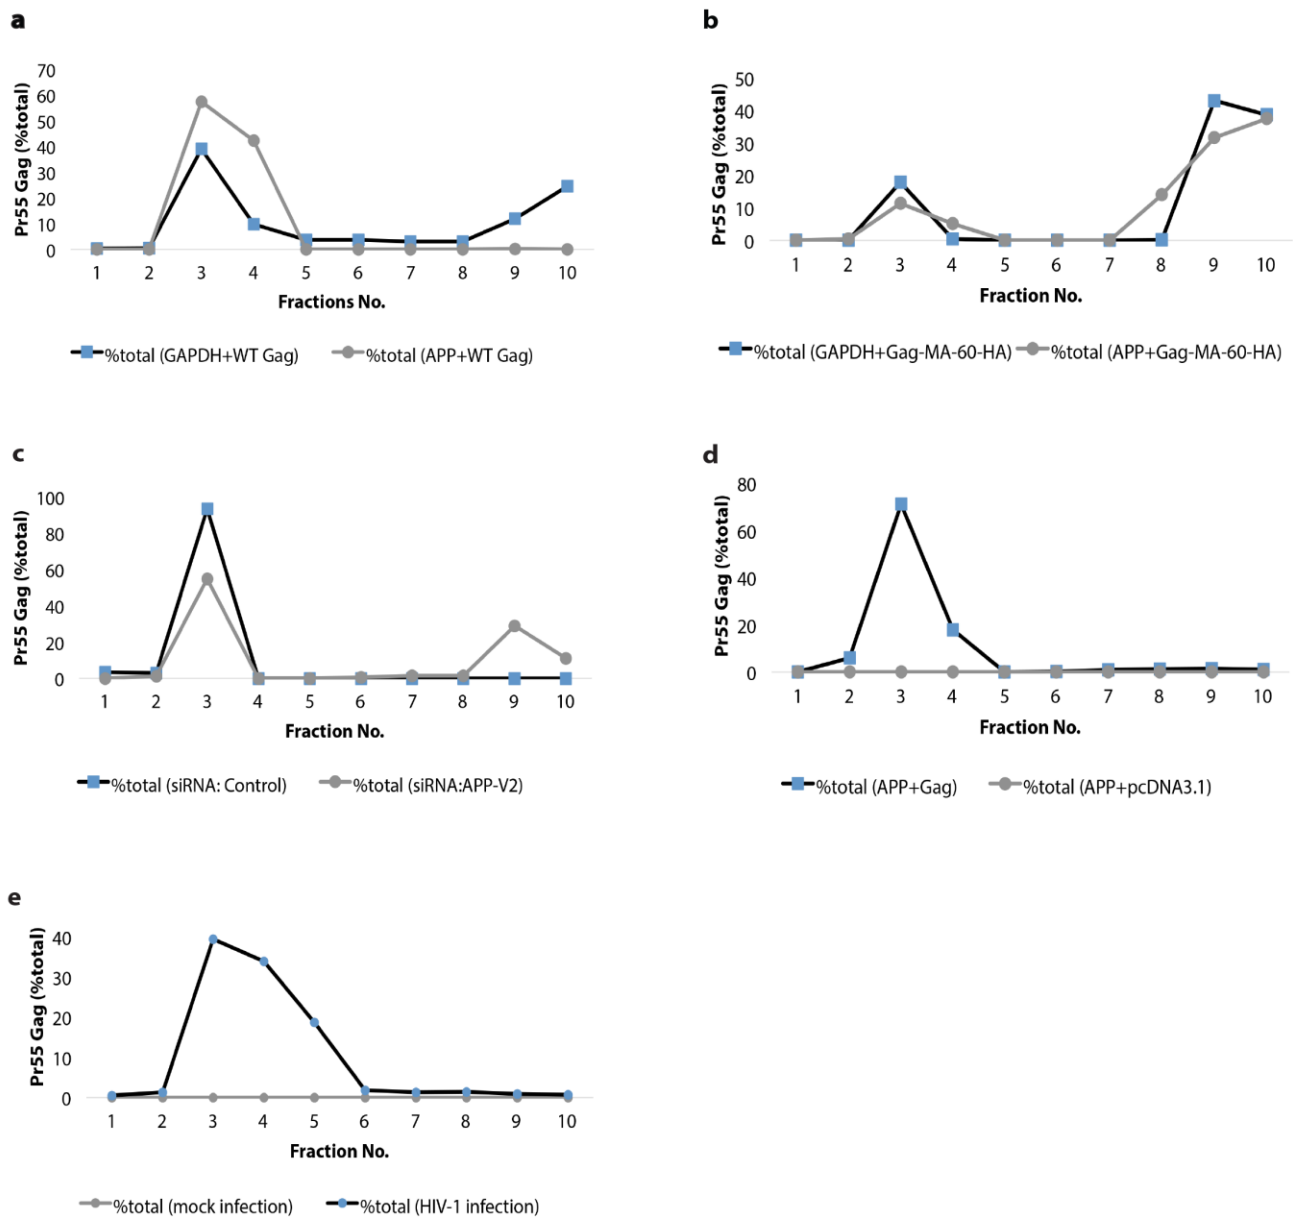 a
70
60
50
40
30
20
10
0
Pr55 Gag (%total)
1 2 3 4 5 6 7 8 9 10
Fractions No.
%total (GAPDH+WT Gag) %total (APP+WT Gag)
b
50
40
30
20
10
0
Pr55 Gag (%total)
1 2 3 4 5 6 7 8 9 10
Fraction No.
%total (GAPDH+Gag-MA-60-HA) %total (APP+Gag-MA-60-HA)
c
100
80
60
40
20
0
Pr55 Gag (%total)
1 2 3 4 5 6 7 8 9 10
Fraction No.
%total (siRNA: Control) %total (siRNA:APP-V2)
d
80
60
40
20
0
Pr55 Gag (%total)
1 2 3 4 5 6 7 8 9 10
Fraction No.
%total (APP+Gag) %total (APP+pcDNA3.1)
e
40
30
20
10
0
Pr55 Gag (%total)
1 2 3 4 5 6 7 8 9 10
Fraction No.
%total (mock infection) %total (HIV-1 infection)